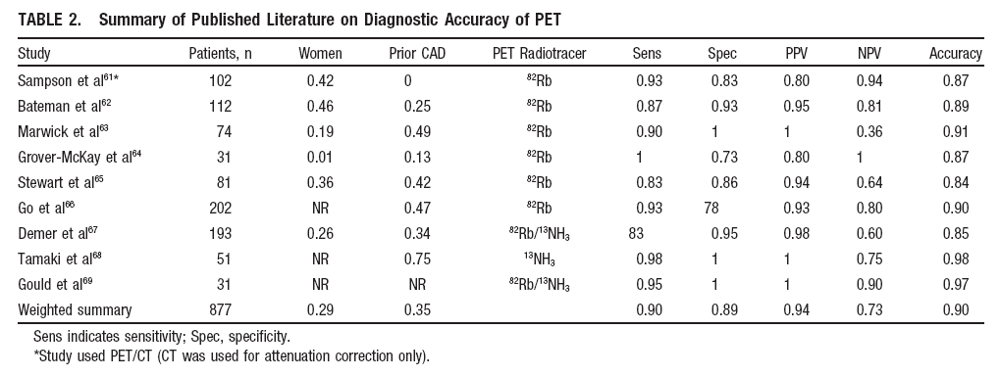 TABLE 2. Summary of Published Literature on Diagnostic Accuracy of PET
Study Patients, n Women Prior CAD PET Radiotracer Sens Spec PPV NPV Accuracy
Sampson et al⁶¹* 102 0.42 0 ⁸²Rb 0.93 0.83 0.80 0.94 0.87
Bateman et al⁶² 112 0.46 0.25 ⁸²Rb 0.87 0.93 0.95 0.81 0.89
Marwick et al⁶³ 74 0.19 0.49 ⁸²Rb 0.90 1 1 0.36 0.91
Grover-McKay et al⁶⁴ 31 0.01 0.13 ⁸²Rb 1 0.73 0.80 1 0.87
Stewart et al⁶⁵ 81 0.36 0.42 ⁸²Rb 0.83 0.86 0.94 0.64 0.84
Go et al⁶⁶ 202 NR 0.47 ⁸²Rb 0.93 78 0.93 0.80 0.90
Demer et al⁶⁷ 193 0.26 0.34 ⁸²Rb/¹³NH₃ 83 0.95 0.98 0.60 0.85
Tamaki et al⁶⁸ 51 NR 0.75 ¹³NH₃ 0.98 1 1 0.75 0.98
Gould et al⁶⁹ 31 NR NR ⁸²Rb/¹³NH₃ 0.95 1 1 0.90 0.97
Weighted summary 877 0.29 0.35 0.90 0.89 0.94 0.73 0.90
Sens indicates sensitivity; Spec, specificity.
*Study used PET/CT (CT was used for attenuation correction only).